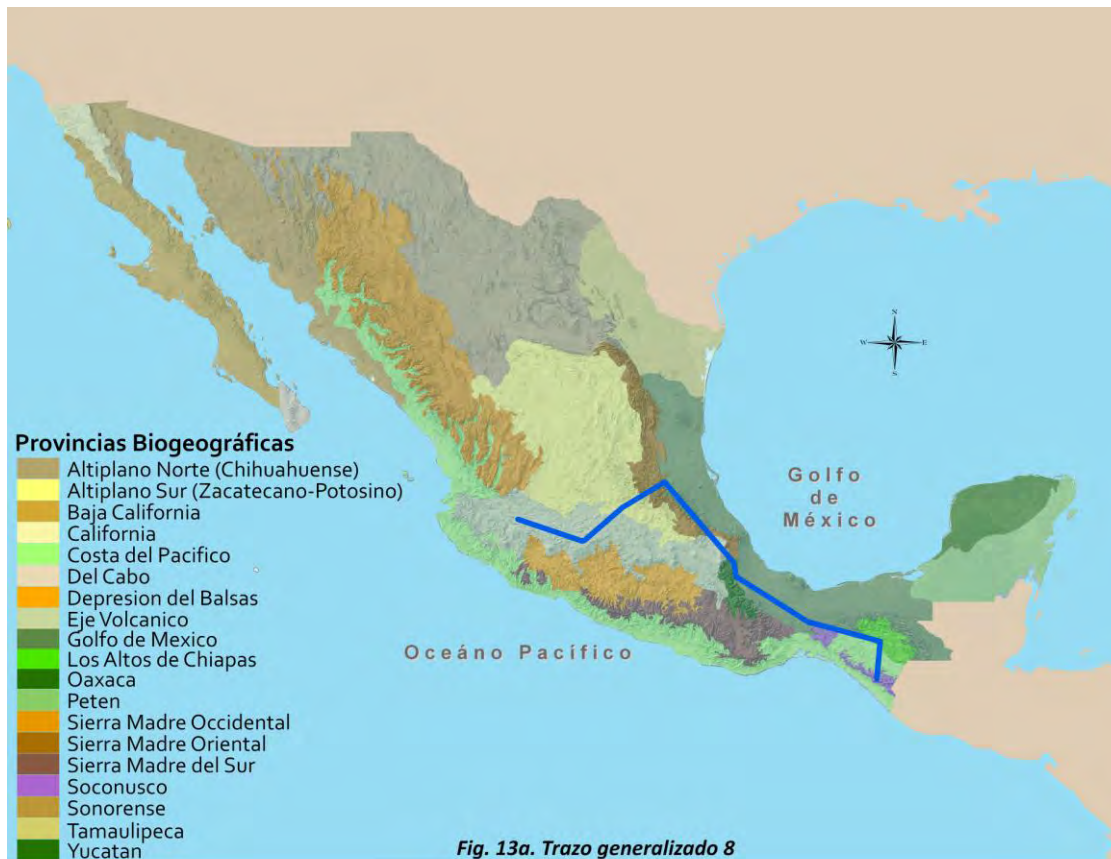 N
W E
S
Provincias Biogeográficas
Altiplano Norte (Chihuahuense)
Altiplano Sur (Zacatecano-Potosino)
Baja California
California
Costa del Pacifico
Del Cabo
Depresion del Balsas
Eje Volcanico
Golfo de Mexico
Los Altos de Chiapas
Oaxaca
Peten
Sierra Madre Occidental
Sierra Madre Oriental
Sierra Madre del Sur
Soconusco
Sonorense
Tamaulipeca
Yucatan
Golfo
de
México
Oceáno Pacífico
Fig. 13a. Trazo generalizado 8